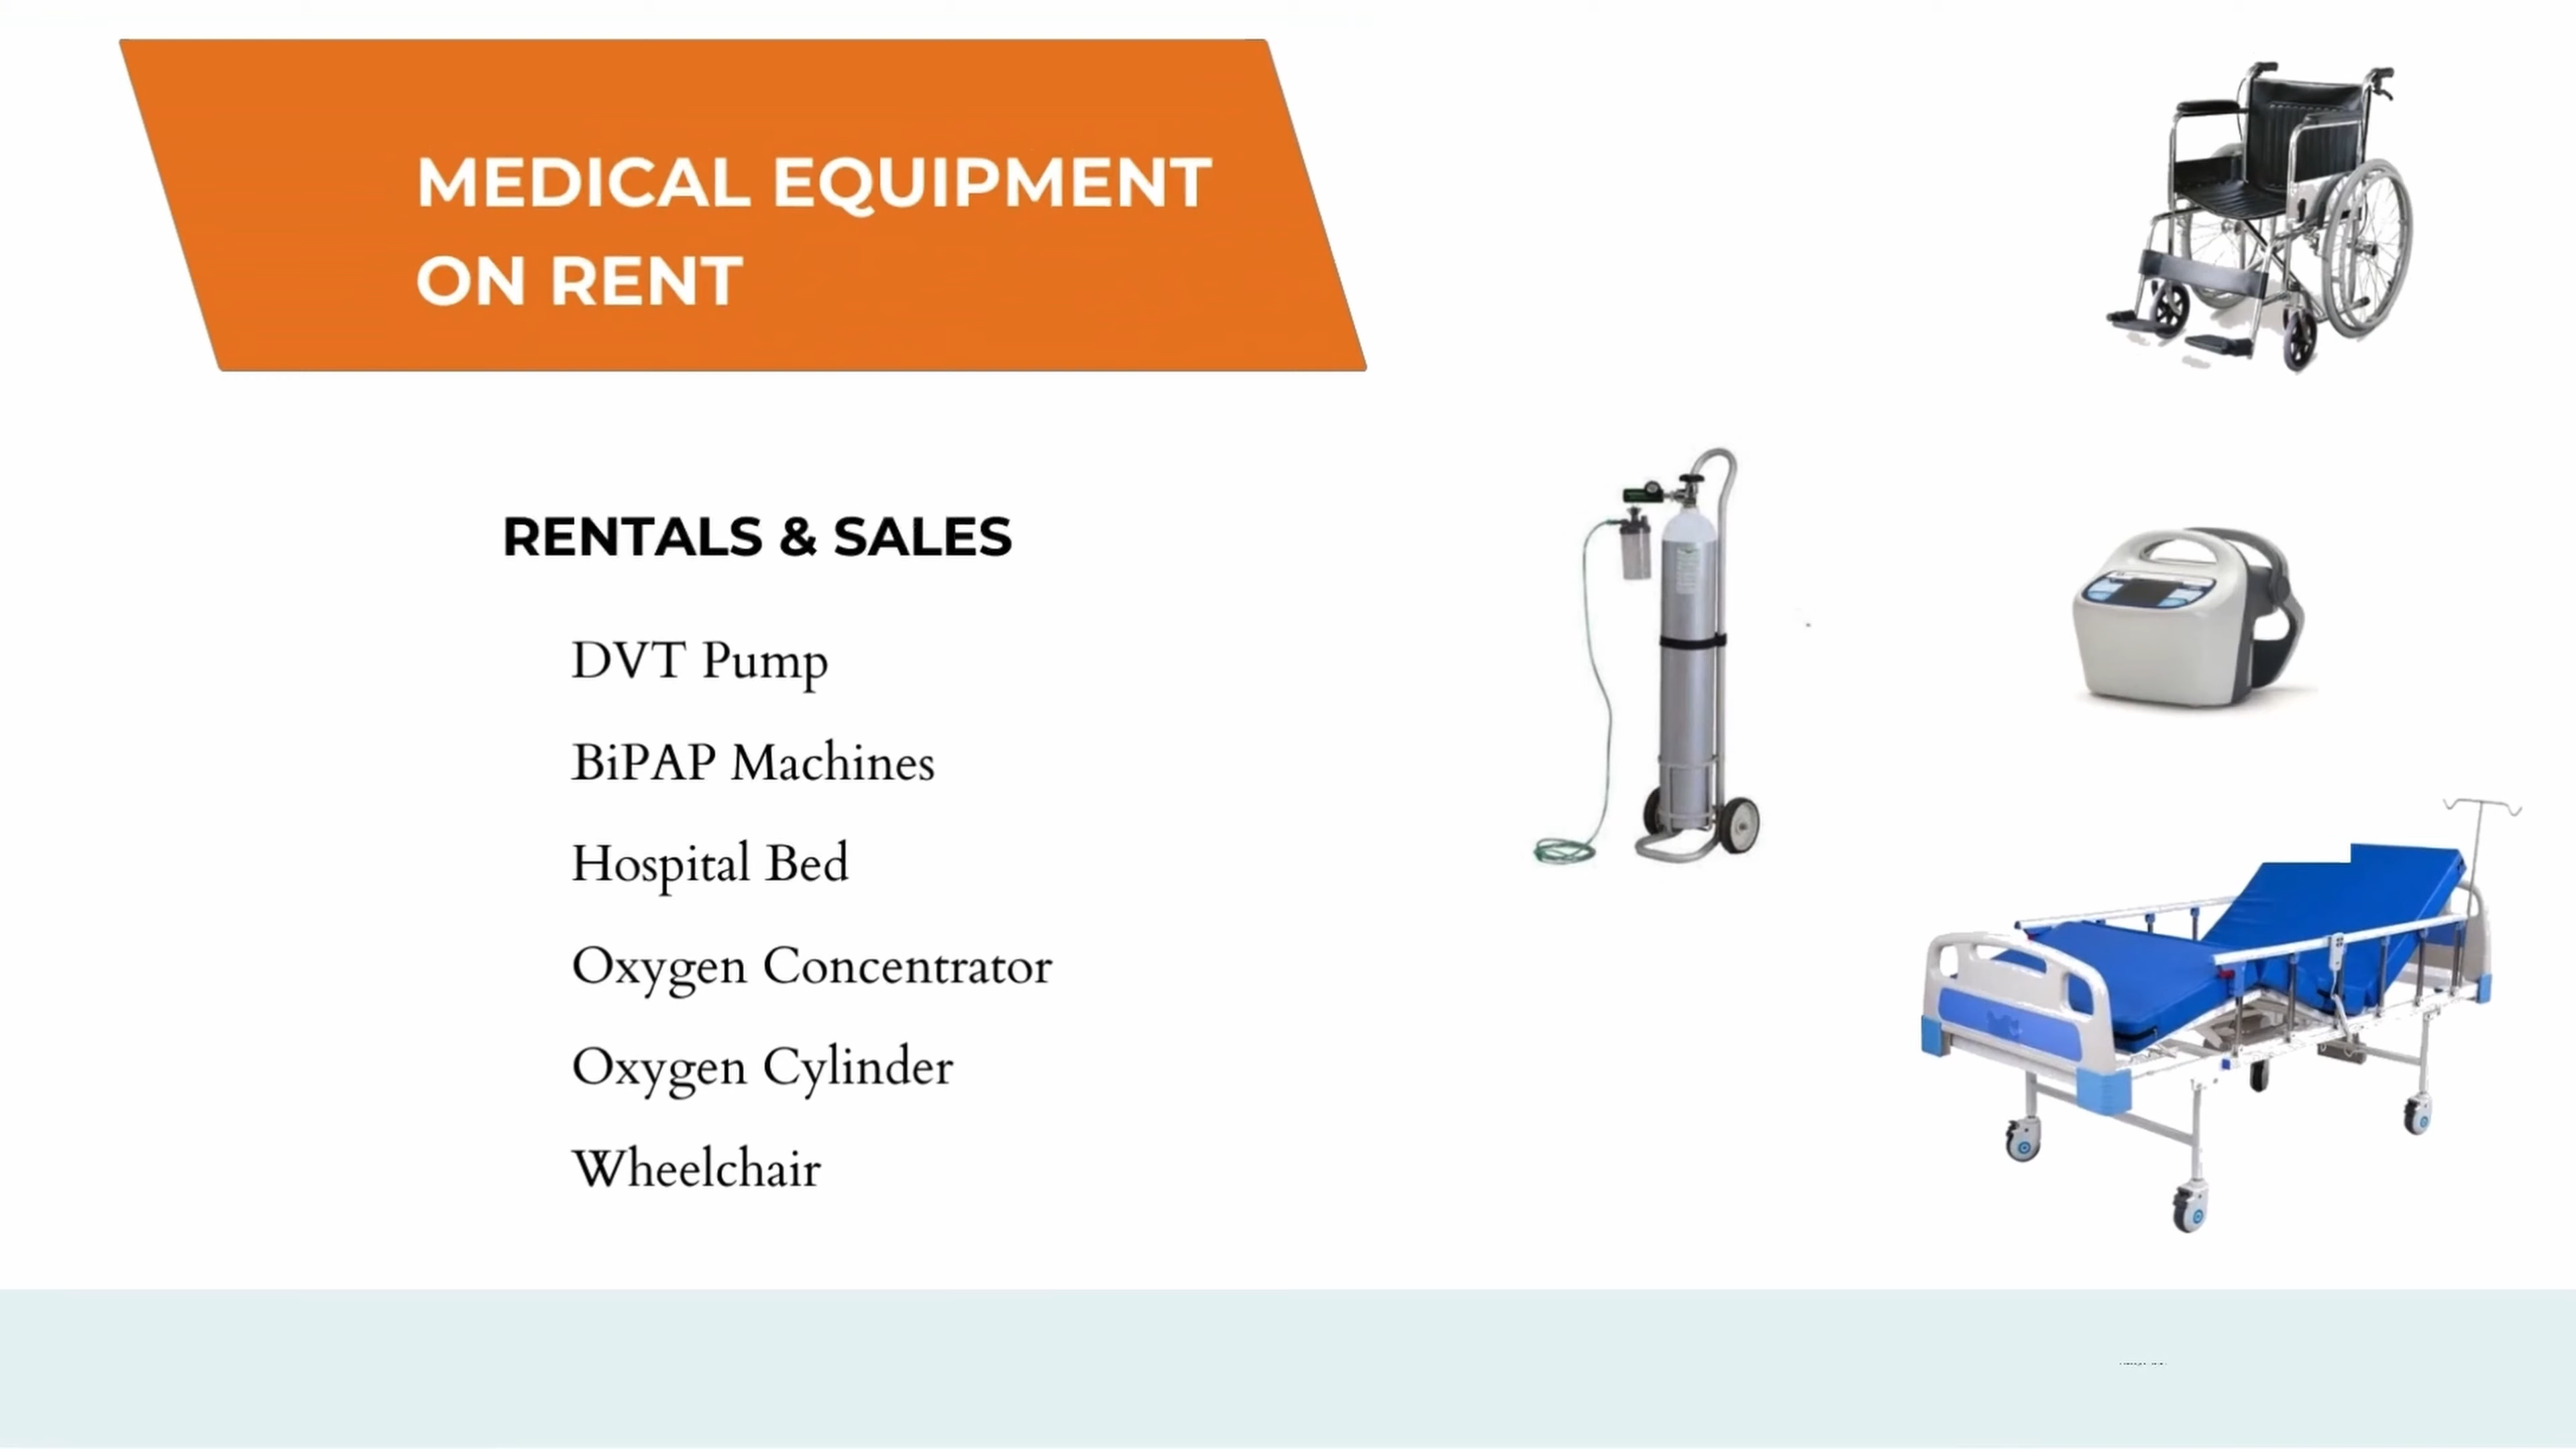 MEDICAL EQUIPMENT
ON RENT
RENTALS & SALES
DVT Pump
BiPAP Machines
Hospital Bed
Oxygen Concentrator
Oxygen Cylinder
Wheelchair